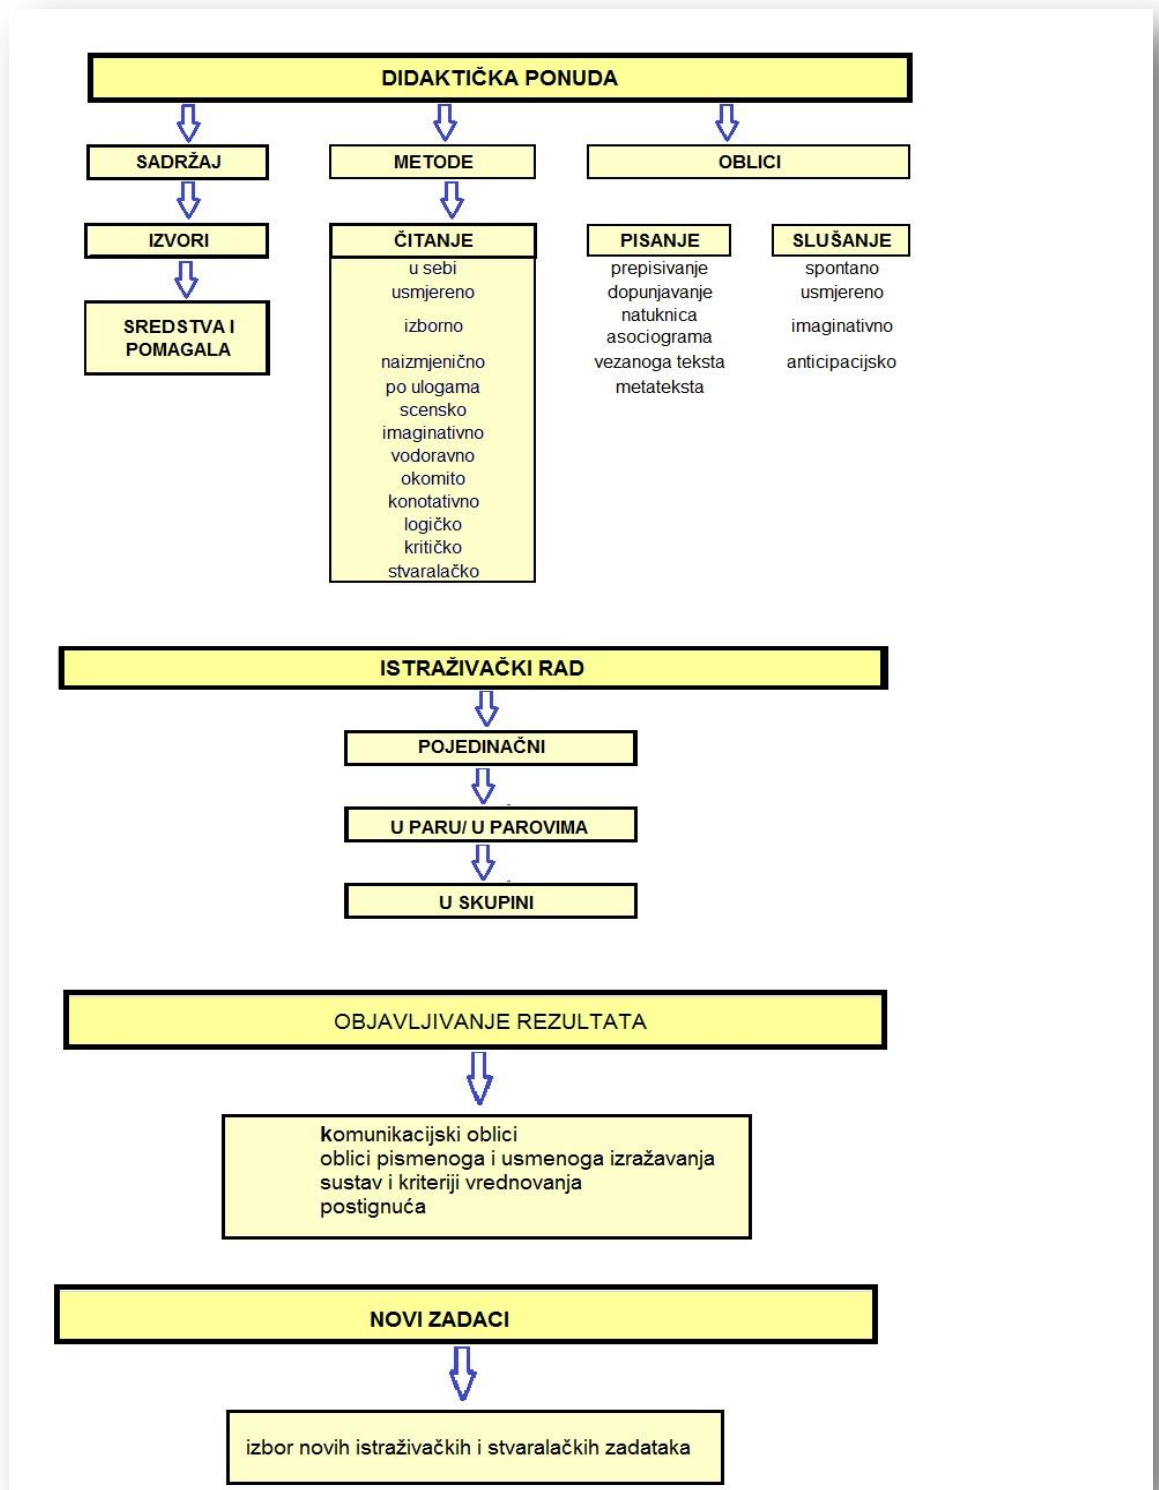 DIDAKTIČKA PONUDA
SADRŽAJ
METODE
OBLICI
IZVORI
ČITANJE
PISANJE
SLUŠANJE
SREDSTVA I
POMAGALA
u sebi
usmjereno
izborno
naizmjenično
po ulogama
scensko
imaginativno
vodoravno
okomito
konotativno
logičko
kritičko
stvaralačko
prepisivanje
dopunjavanje
natuknica
asociograma
vezanoga teksta
metateksta
spontano
usmjereno
imaginativno
anticipacijsko
ISTRAŽIVAČKI RAD
POJEDINAČNI
U PARU/ U PAROVIMA
U SKUPINI
OBJAVLJIVANJE REZULTATA
komunikacijski oblici
oblici pismenoga i usmenoga izražavanja
sustav i kriteriji vrednovanja
postignuća
NOVI ZADACI
izbor novih istraživačkih i stvaralačkih zadataka